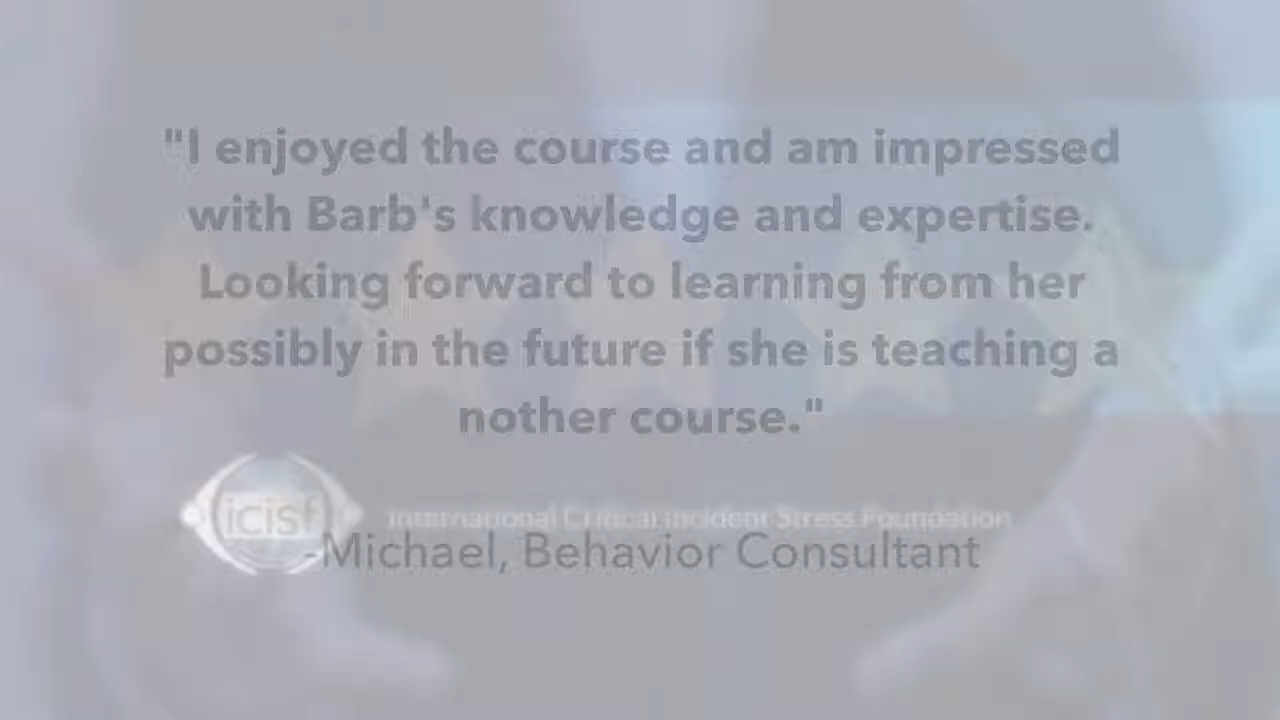 "I enjoyed the course and am impressed
with Barb's knowledge and expertise.
Looking forward to learning from her
possibly in the future if she is teaching a
nother course."
icisf
International Critical Incident Stress Foundation
-Michael, Behavior Consultant